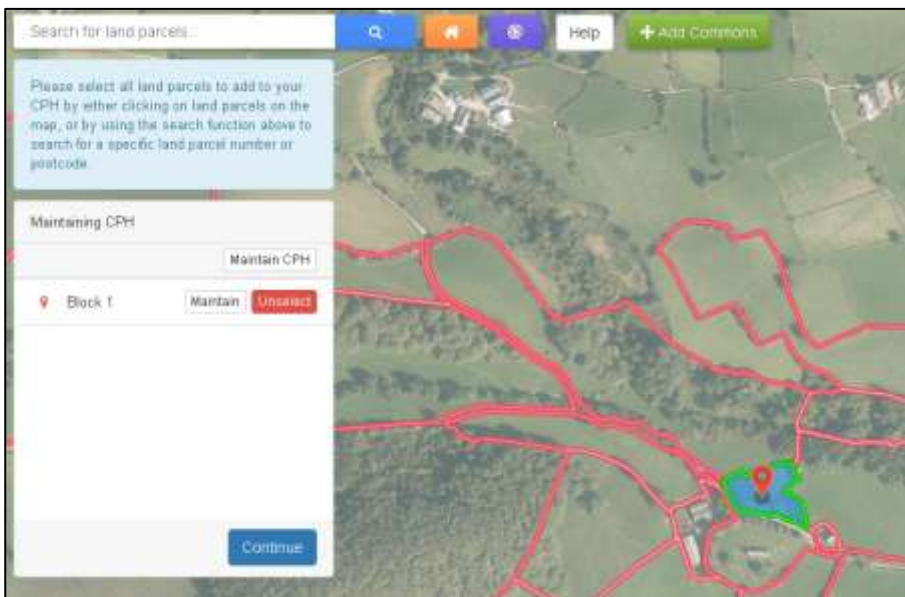 Search for land parcels...
Help
Add Commons
Please select all land parcels to add to your
CPH by either clicking on land parcels on the
map, or by using the search function above to
search for a specific land parcel number or
postcode.
Maintaining CPH
Maintain CPH
Block 1
Maintain
Unselect
Continue